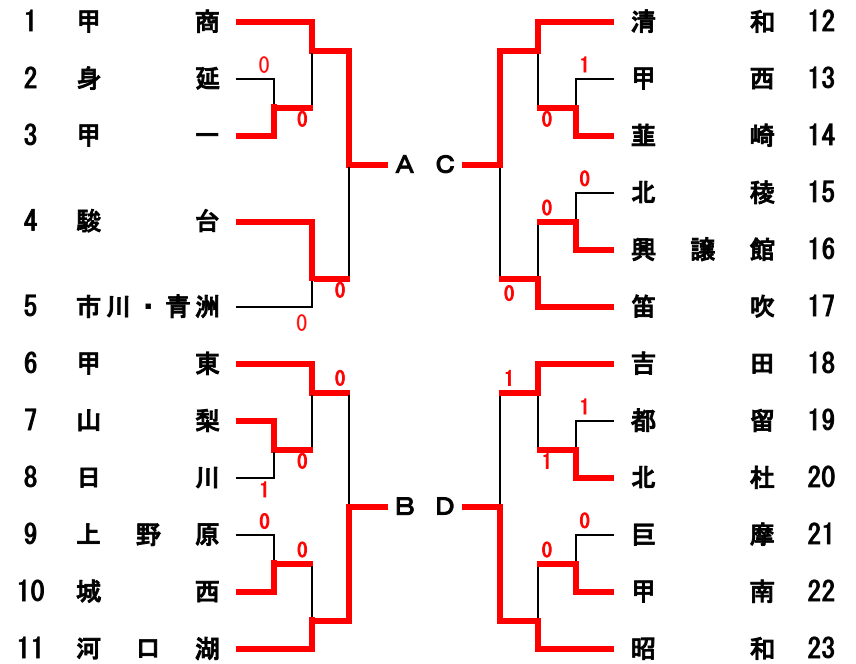 1 甲 商
2 身 延 0
3 甲 一 0
4 駿 台
5 市川・青洲 0
0
6 甲 東 0
7 山 梨 0
8 日 川 1
9 上 野 原 0
10 城 西 0
11 河 口 湖
A
B
C
D
清 和 12
1 甲 西 13
0 韮 崎 14
0 北 稜 15
0 興 譲 館 16
0 笛 吹 17
1 吉 田 18
1 都 留 19
1 北 杜 20
0 巨 摩 21
0 甲 南 22
昭 和 23